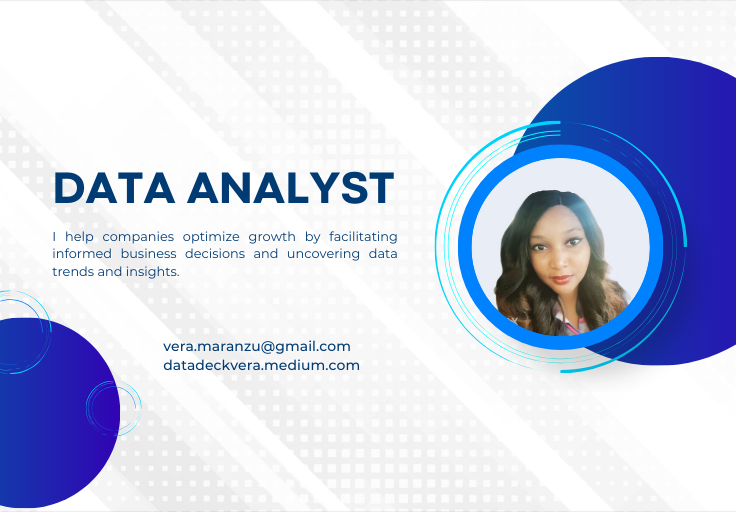 DATA ANALYST
I help companies optimize growth by facilitating
informed business decisions and uncovering data
trends and insights.
vera.maranzu@gmail.com
datadeckvera.medium.com